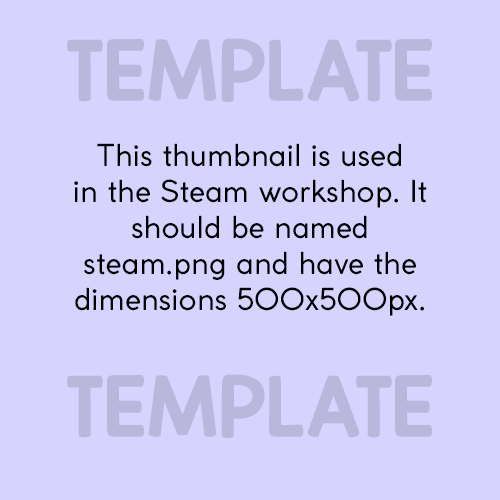 TEMPLATE
This thumbnail is used
in the Steam workshop. It
should be named
steam.png and have the
dimensions 500x500px.
TEMPLATE